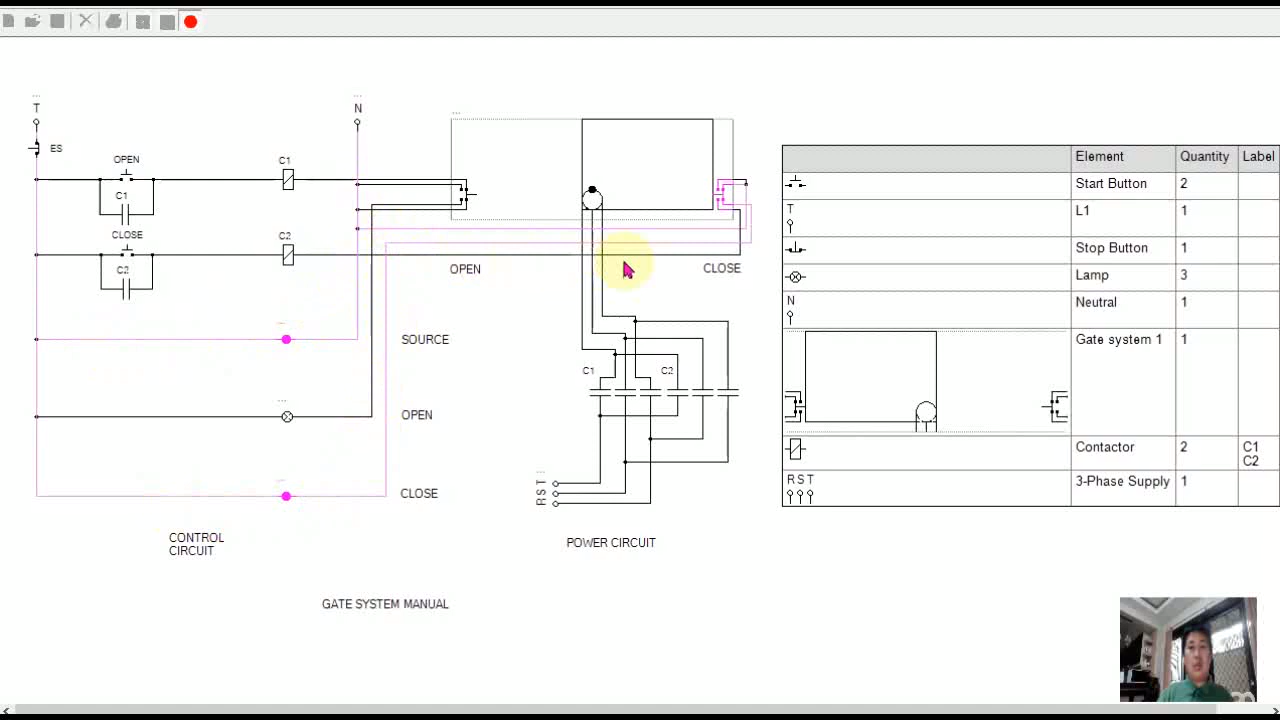 T
N
ES
OPEN
C1
C1
CLOSE
C2
C2
OPEN
CLOSE
SOURCE
OPEN
CLOSE
C1
C2
R S T
CONTROL
CIRCUIT
POWER CIRCUIT
GATE SYSTEM MANUAL
Element Quantity Label
Start Button 2
T L1 1
Stop Button 1
Lamp 3
N Neutral 1
Gate system 1 1
Contactor 2 C1
C2
R S T 3-Phase Supply 1